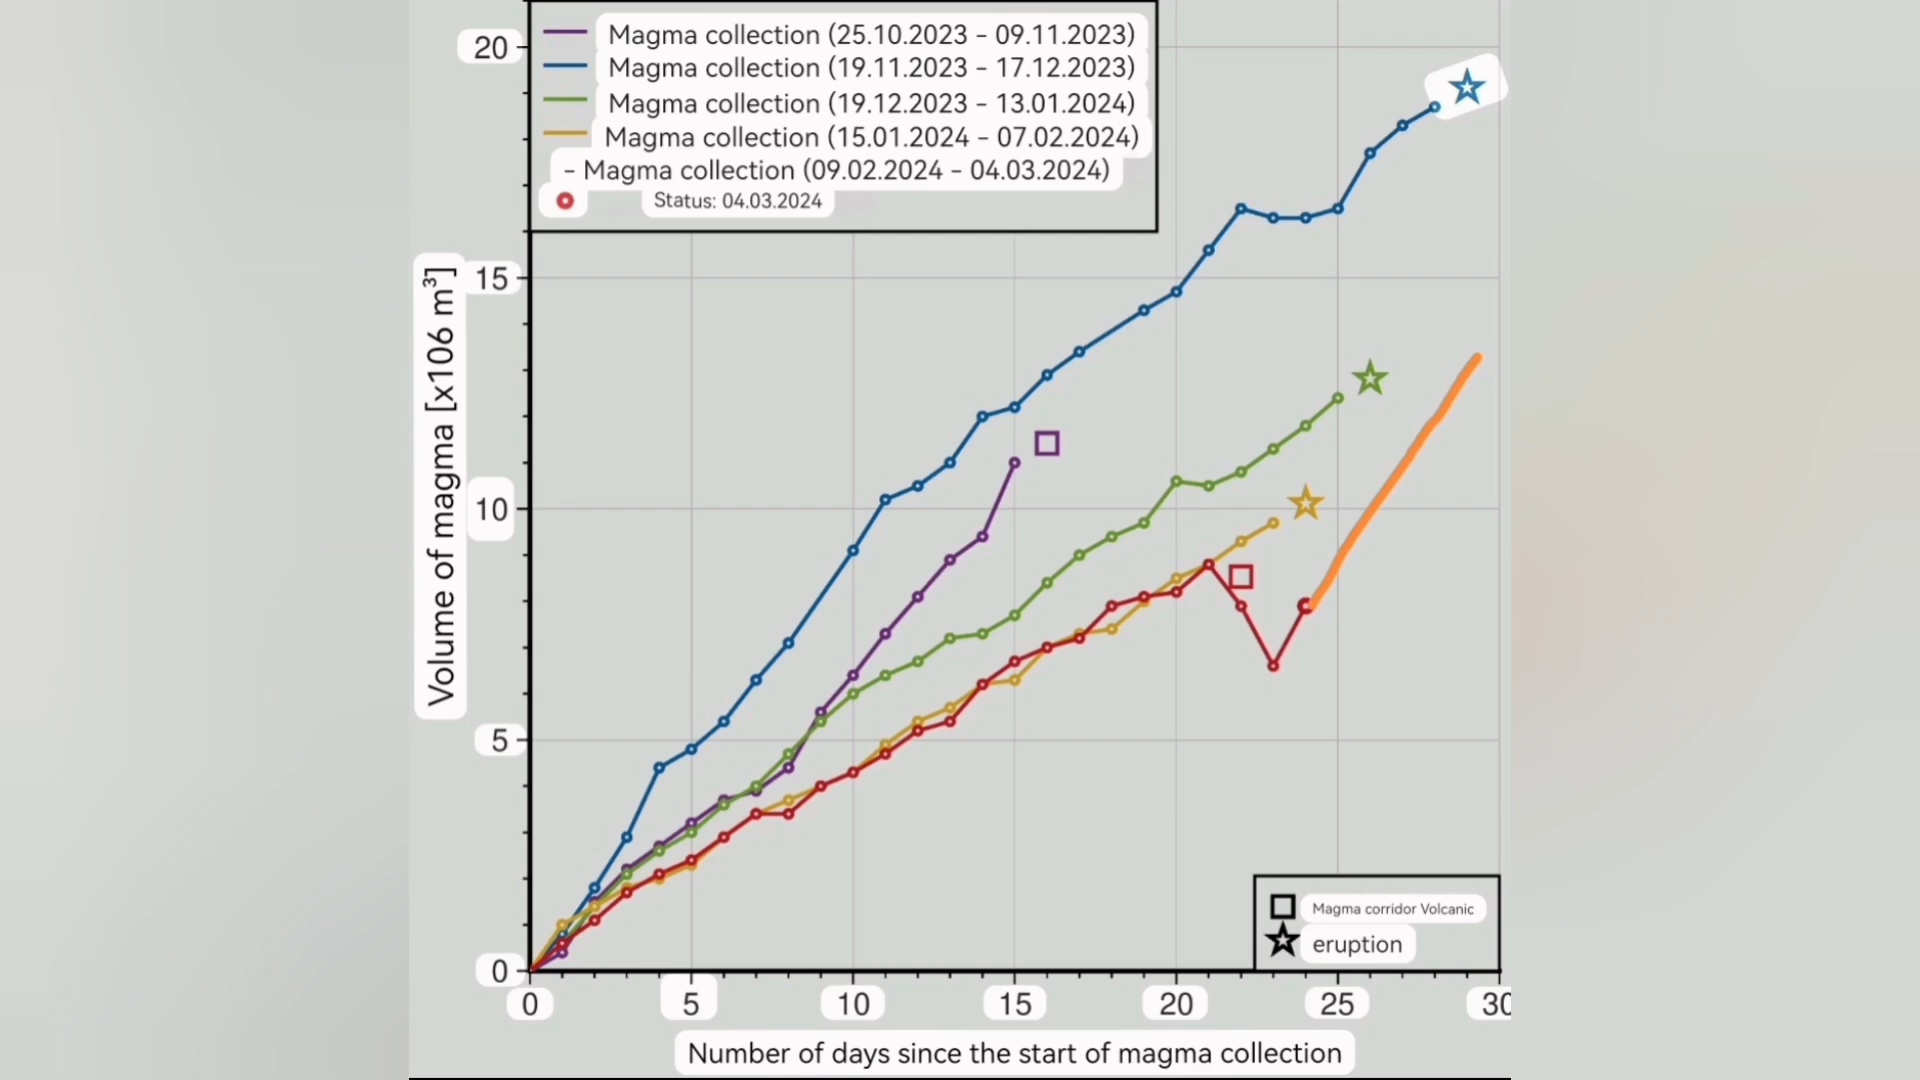 Magma collection (25.10.2023 - 09.11.2023)
Magma collection (19.11.2023 - 17.12.2023)
Magma collection (19.12.2023 - 13.01.2024)
Magma collection (15.01.2024 - 07.02.2024)
- Magma collection (09.02.2024 - 04.03.2024)
Status: 04.03.2024
Volume of magma [x106 m³]
20
15
10
5
0
Magma corridor Volcanic
eruption
0 5 10 15 20 25 30
Number of days since the start of magma collection